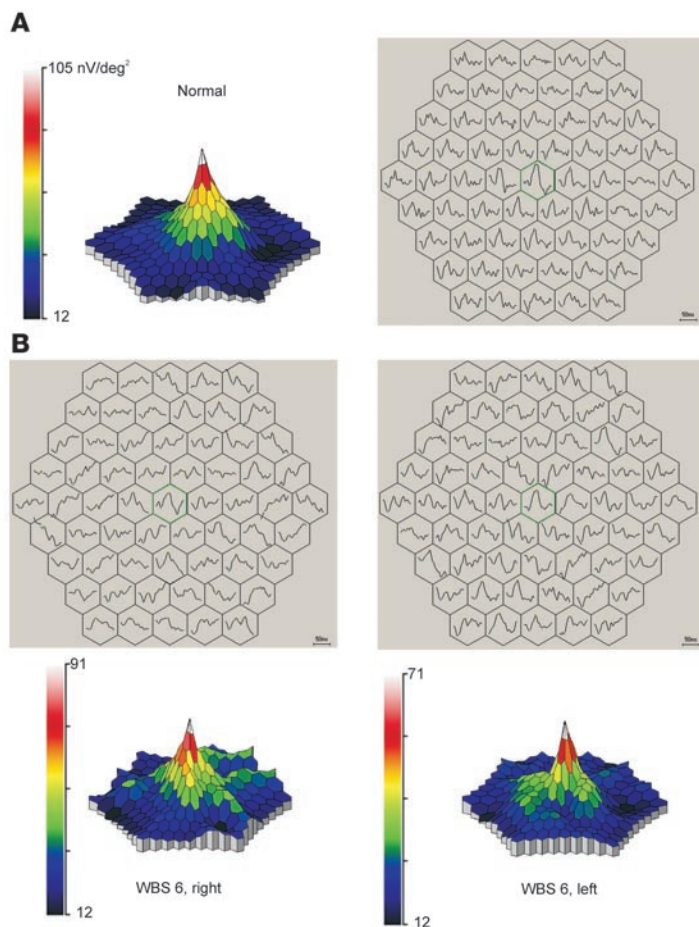 A
105 nV/deg²
Normal
12
50ms
B
50ms
50ms
91
71
12
WBS 6, right
12
WBS 6, left